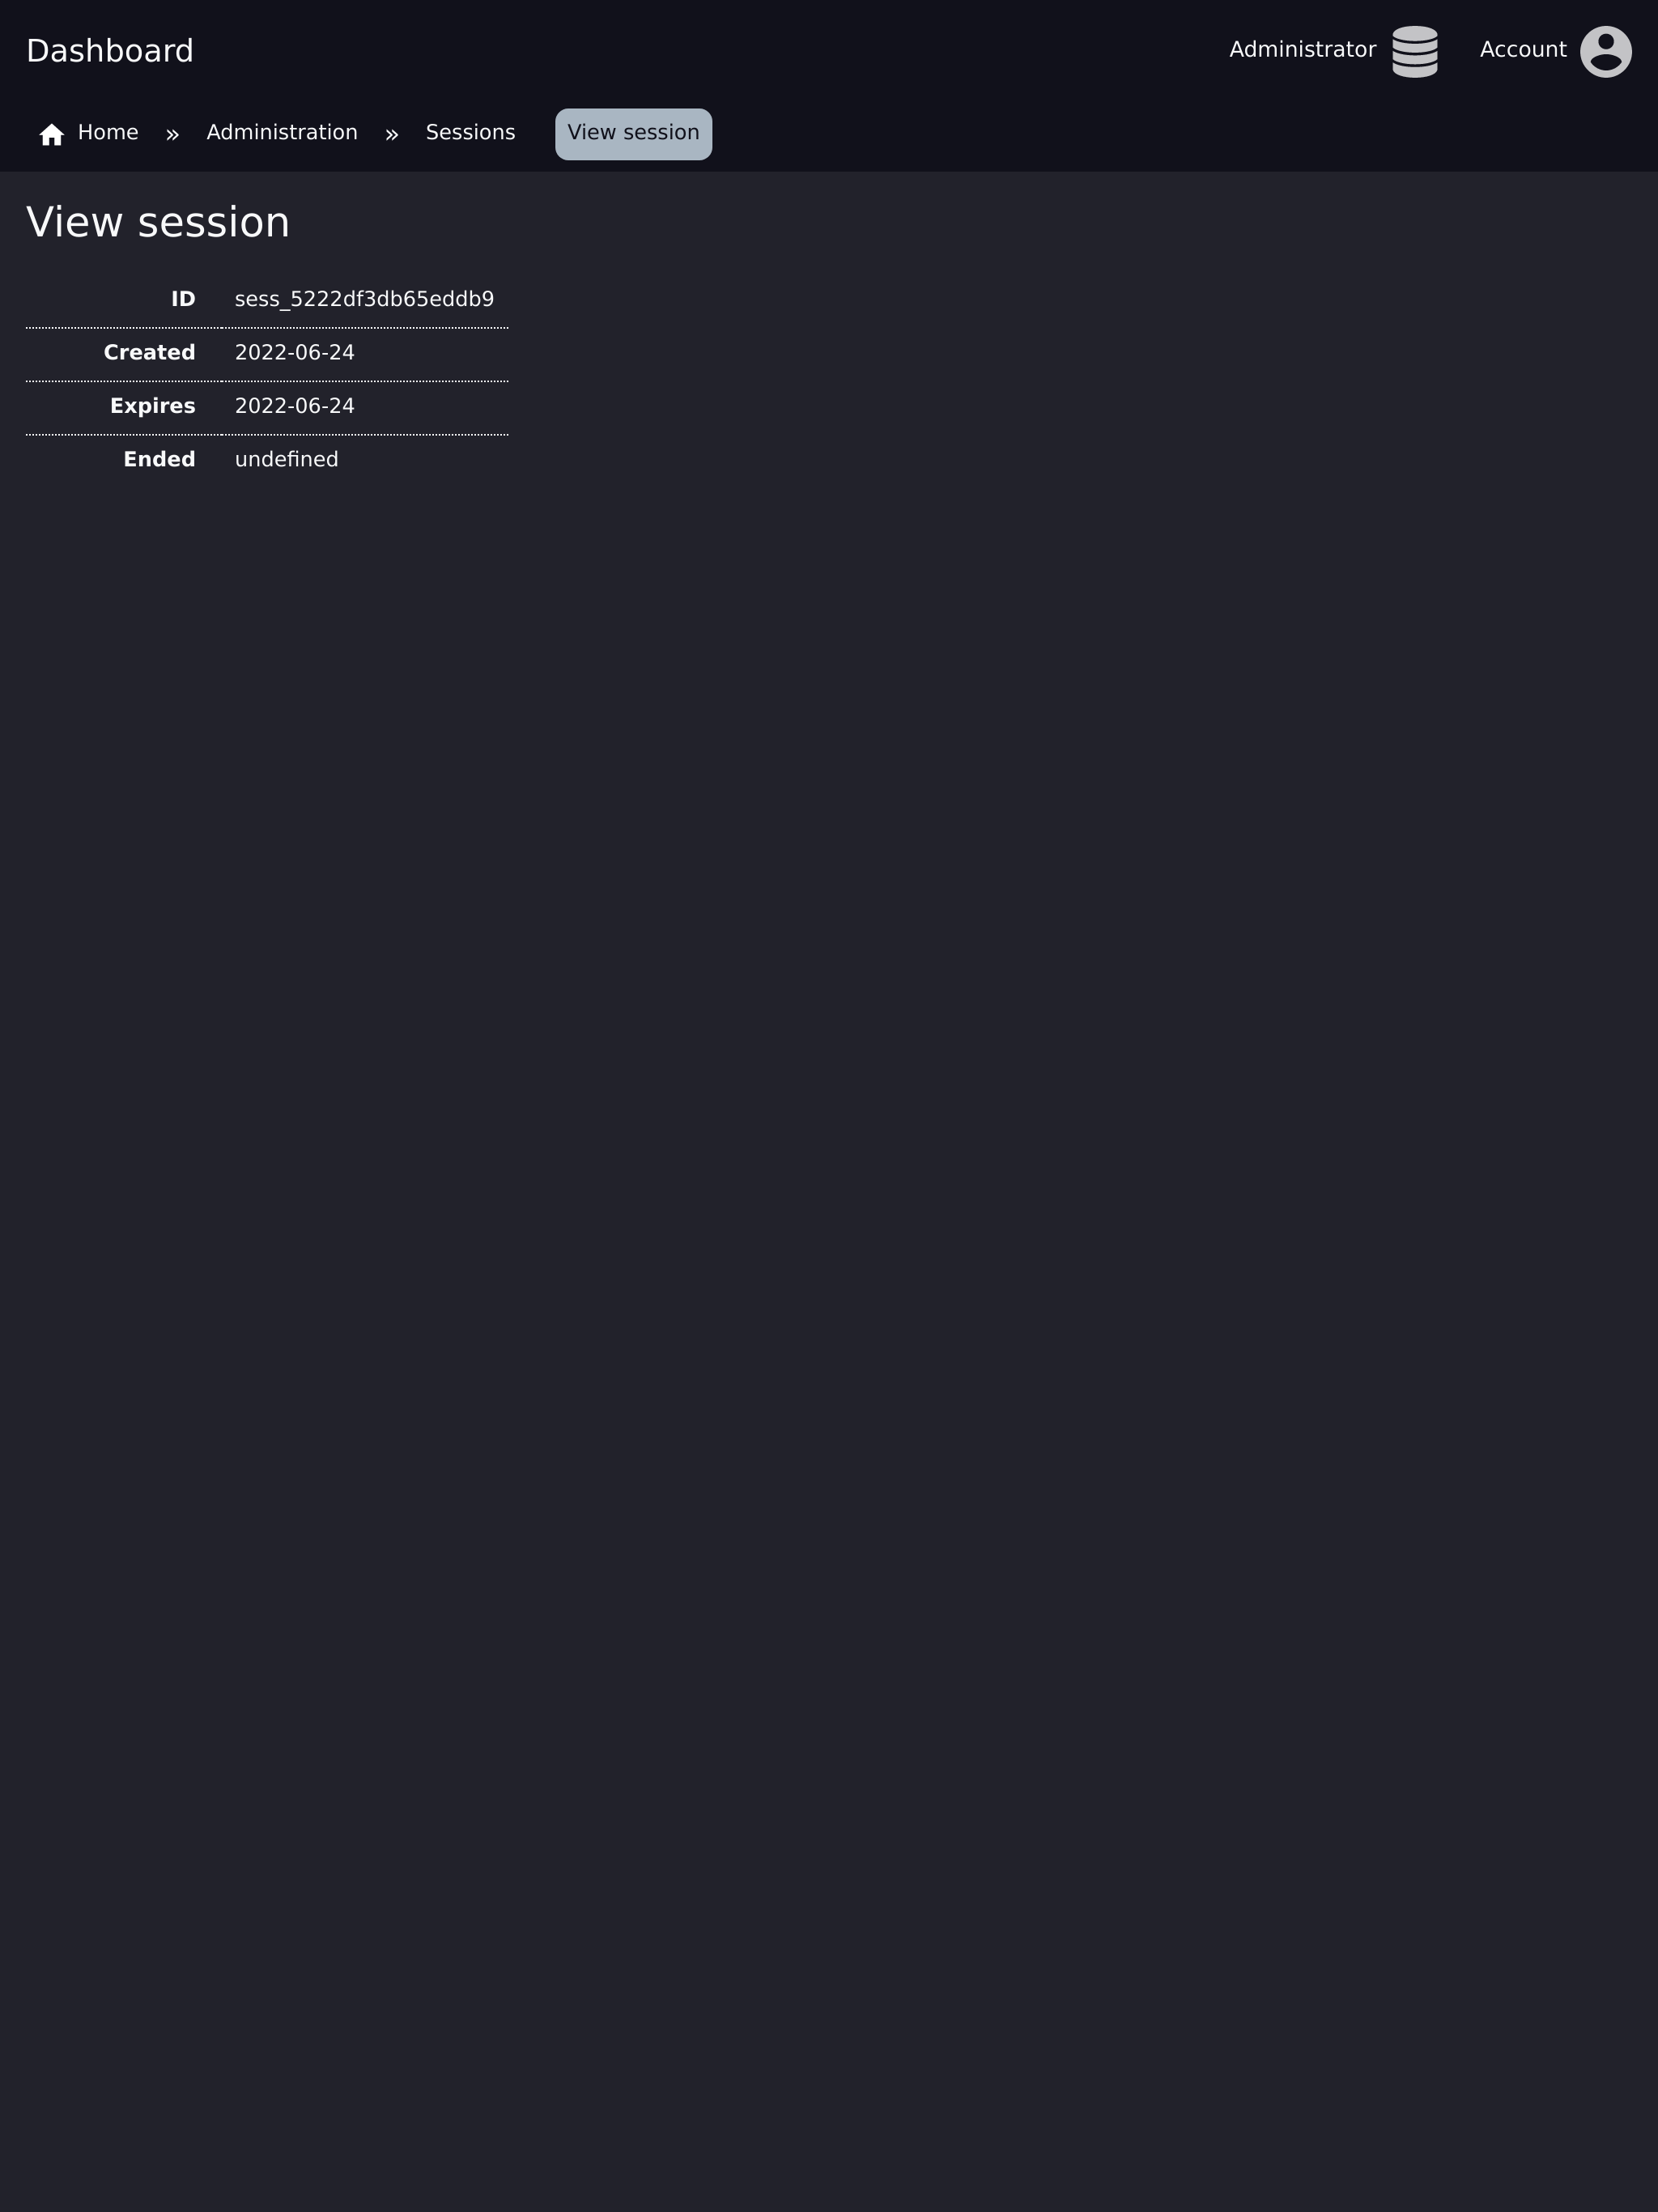 Dashboard
Administrator
Account
Home » Administration » Sessions View session
View session
ID sess_5222df3db65eddb9
Created 2022-06-24
Expires 2022-06-24
Ended undefined